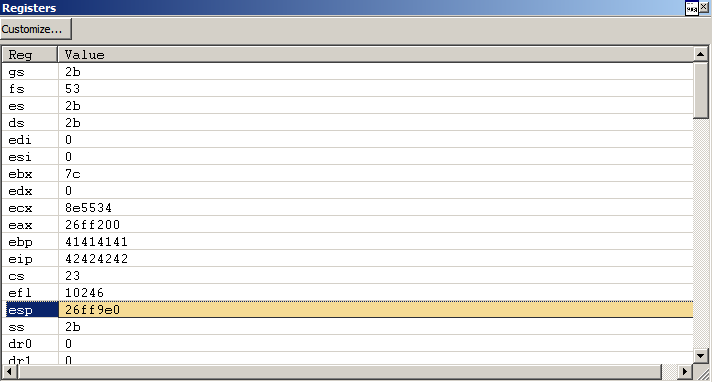 Registers
Customize...
Reg Value
gs 2b
fs 53
es 2b
ds 2b
edi 0
esi 0
ebx 7c
edx 0
ecx 8e5534
eax 26ff200
ebp 41414141
eip 42424242
cs 23
efl 10246
esp 26ff9e0
ss 2b
dr0 0
dr1 0